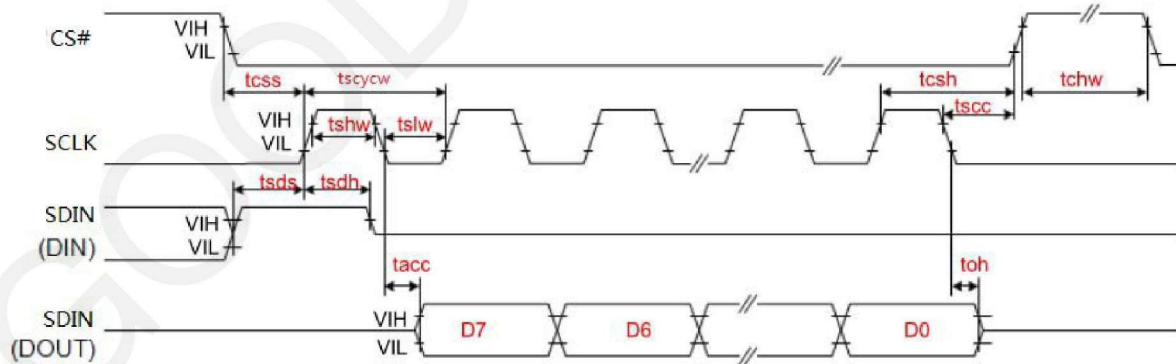 CS#
VIH
VIL
tcss
tscycw
tcsh
tchw
tscc
SCLK
VIH
VIL
tshw
tslw
tsds
tsdh
SDIN
(DIN)
VIH
VIL
tacc
toh
SDIN
(DOUT)
VIH
VIL
D7
D6
D0